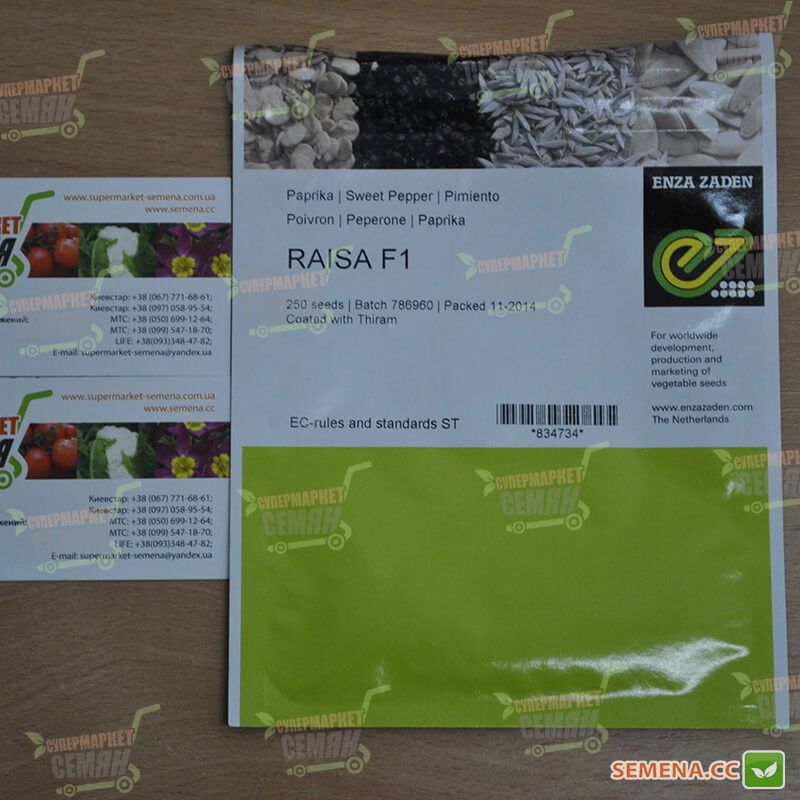 Paprika | Sweet Pepper | Pimiento
Poivron | Peperone | Paprika
RAISA F1
250 seeds | Batch 786960 | Packed 11-2014
Coated with Thiram
EC-rules and standards ST
*834734*
ENZA ZADEN
For worldwide
development,
production and
marketing of
vegetable seeds
www.enzazaden.com
The Netherlands
www.supermarket-semena.com.ua
www.semena.cc
Киевстар: +38 (067) 771-68-61;
Киевстар: +38 (097) 058-95-54;
МТС: +38 (050) 699-12-64;
МТС: +38 (099) 547-18-70;
LIFE: +38(093)348-47-82;
E-mail: supermarket-semena@yandex.ua
www.supermarket-semena.com.ua
www.semena.cc
Киевстар: +38 (067) 771-68-61;
Киевстар: +38 (097) 058-95-54;
МТС: +38 (050) 699-12-64;
МТС: +38 (099) 547-18-70;
LIFE: +38(093)348-47-82;
E-mail: supermarket-semena@yandex.ua
СУПЕРМАРКЕТ
СЕМЯН
SEMENA.CC